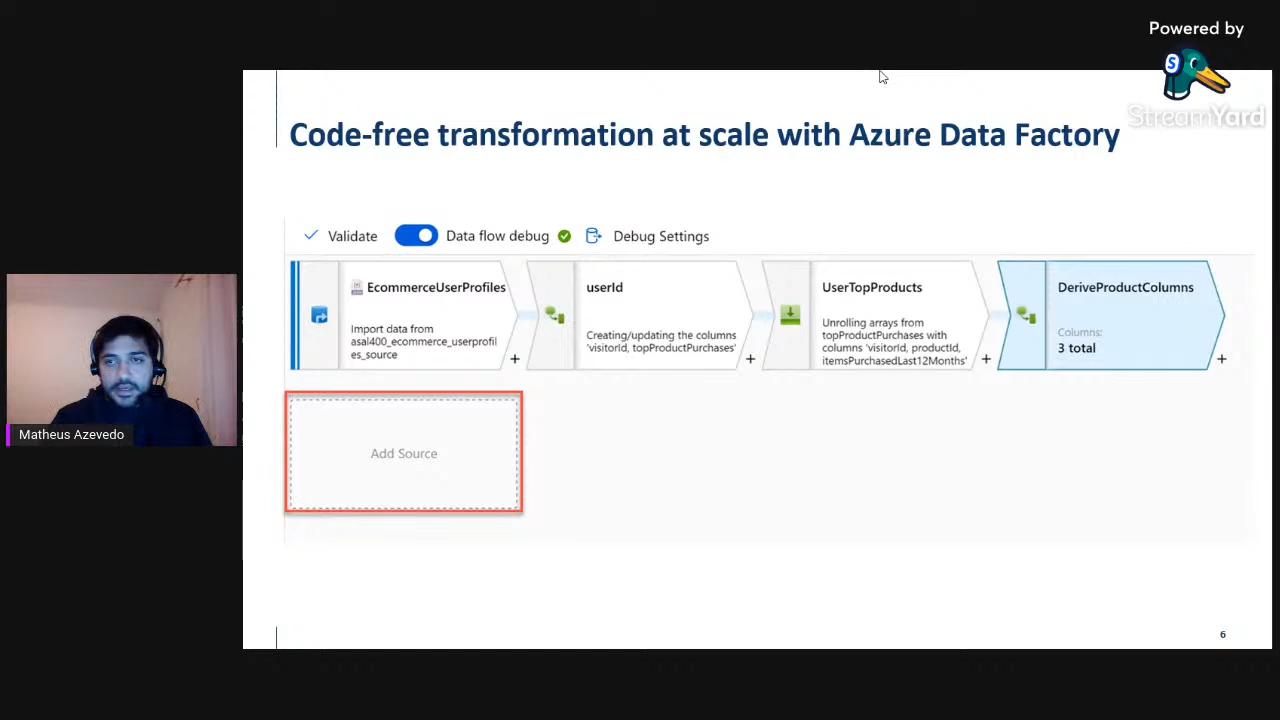 Powered by
S
StreamYard
Code-free transformation at scale with Azure Data Factory
Validate
Data flow debug
Debug Settings
EcommerceUserProfiles
Import data from
asal400_ecommerce_userprofil
es_source
+
userId
Creating/updating the columns
'visitorId, topProductPurchases'
+
UserTopProducts
Unrolling arrays from
topProductPurchases with
columns 'visitorId, productId,
itemsPurchasedLast12Months'
+
DeriveProductColumns
Columns:
3 total
+
Add Source
Matheus Azevedo
6